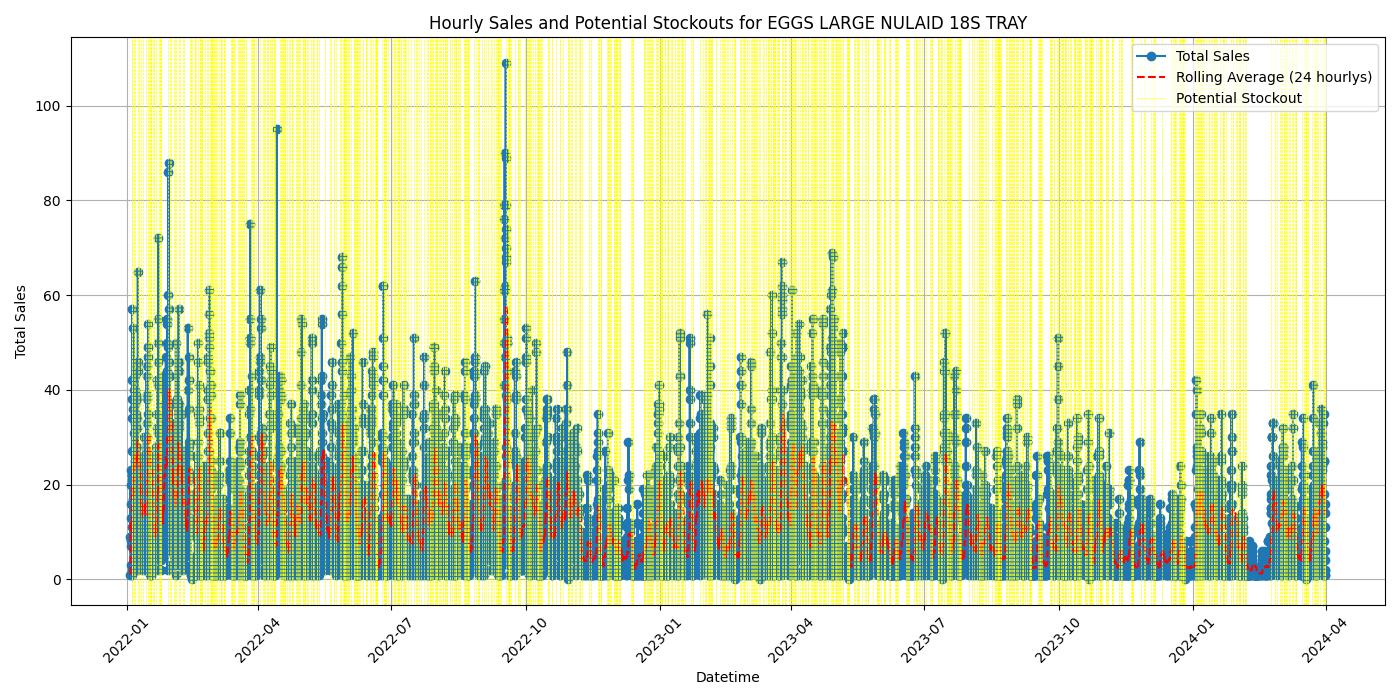 Hourly Sales and Potential Stockouts for EGGS LARGE NULAID 18S TRAY
Total Sales
Rolling Average (24 hourlys)
Potential Stockout
Total Sales
100
80
60
40
20
0
2022-01
2022-04
2022-07
2022-10
2023-01
2023-04
2023-07
2023-10
2024-01
2024-04
Datetime